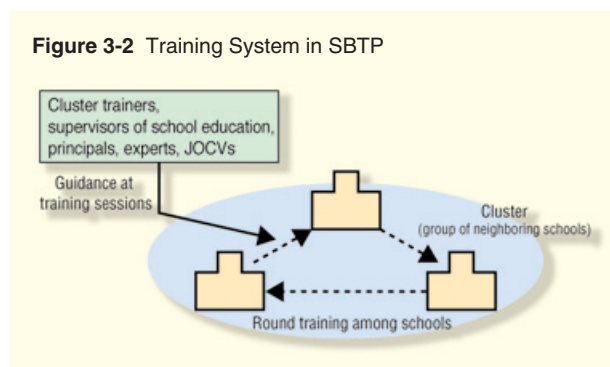 Figure 3-2 Training System in SBTP
Cluster trainers,
supervisors of school education,
principals, experts, JOCVs
Guidance at
training sessions
Cluster
(group of neighboring schools)
Round training among schools